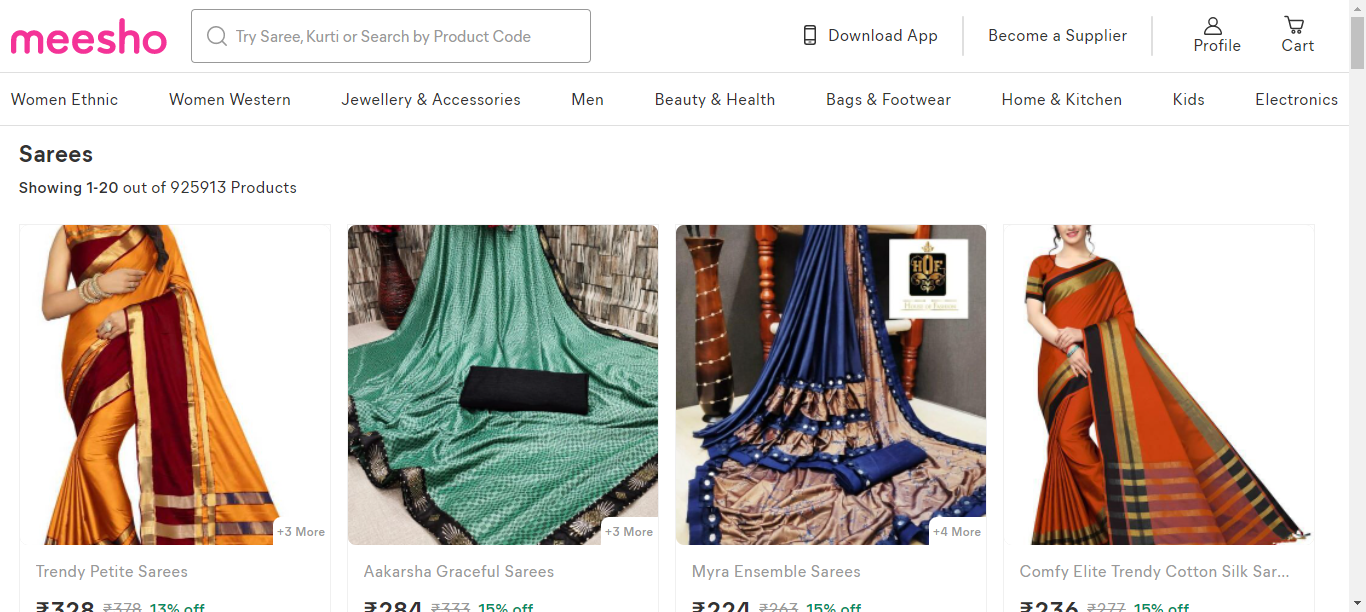 meesho
Try Saree, Kurti or Search by Product Code
Download App
Become a Supplier
Profile
Cart
Women Ethnic
Women Western
Jewellery & Accessories
Men
Beauty & Health
Bags & Footwear
Home & Kitchen
Kids
Electronics
Sarees
Showing 1-20 out of 925913 Products
HOF
HOUSE OF FASHION
+3 More
+3 More
+4 More
Trendy Petite Sarees
Aakarsha Graceful Sarees
Myra Ensemble Sarees
Comfy Elite Trendy Cotton Silk Sar...
₹328 ₹378 13% off
₹284 ₹333 15% off
₹224 ₹263 15% off
₹236 ₹277 15% off